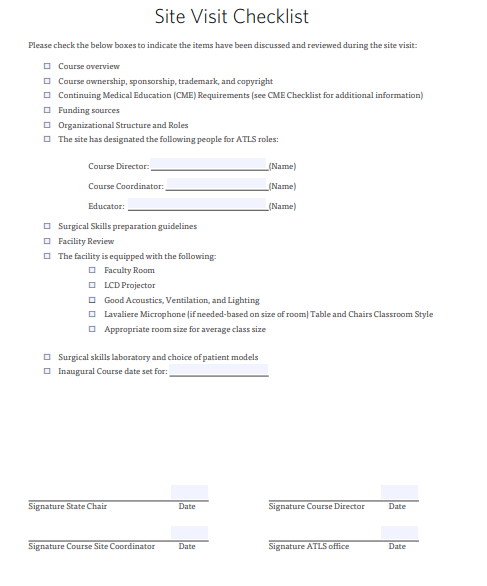 Site Visit Checklist
Please check the below boxes to indicate the items have been discussed and reviewed during the site visit:
Course overview
Course ownership, sponsorship, trademark, and copyright
Continuing Medical Education (CME) Requirements (see CME Checklist for additional information)
Funding sources
Organizational Structure and Roles
The site has designated the following people for ATLS roles:
Course Director: (Name)
Course Coordinator: (Name)
Educator: (Name)
Surgical Skills preparation guidelines
Facility Review
The facility is equipped with the following:
Faculty Room
LCD Projector
Good Acoustics, Ventilation, and Lighting
Lavaliere Microphone (if needed-based on size of room) Table and Chairs Classroom Style
Appropriate room size for average class size
Surgical skills laboratory and choice of patient models
Inaugural Course date set for:
Signature State Chair Date Signature Course Director Date
Signature Course Site Coordinator Date Signature ATLS office Date